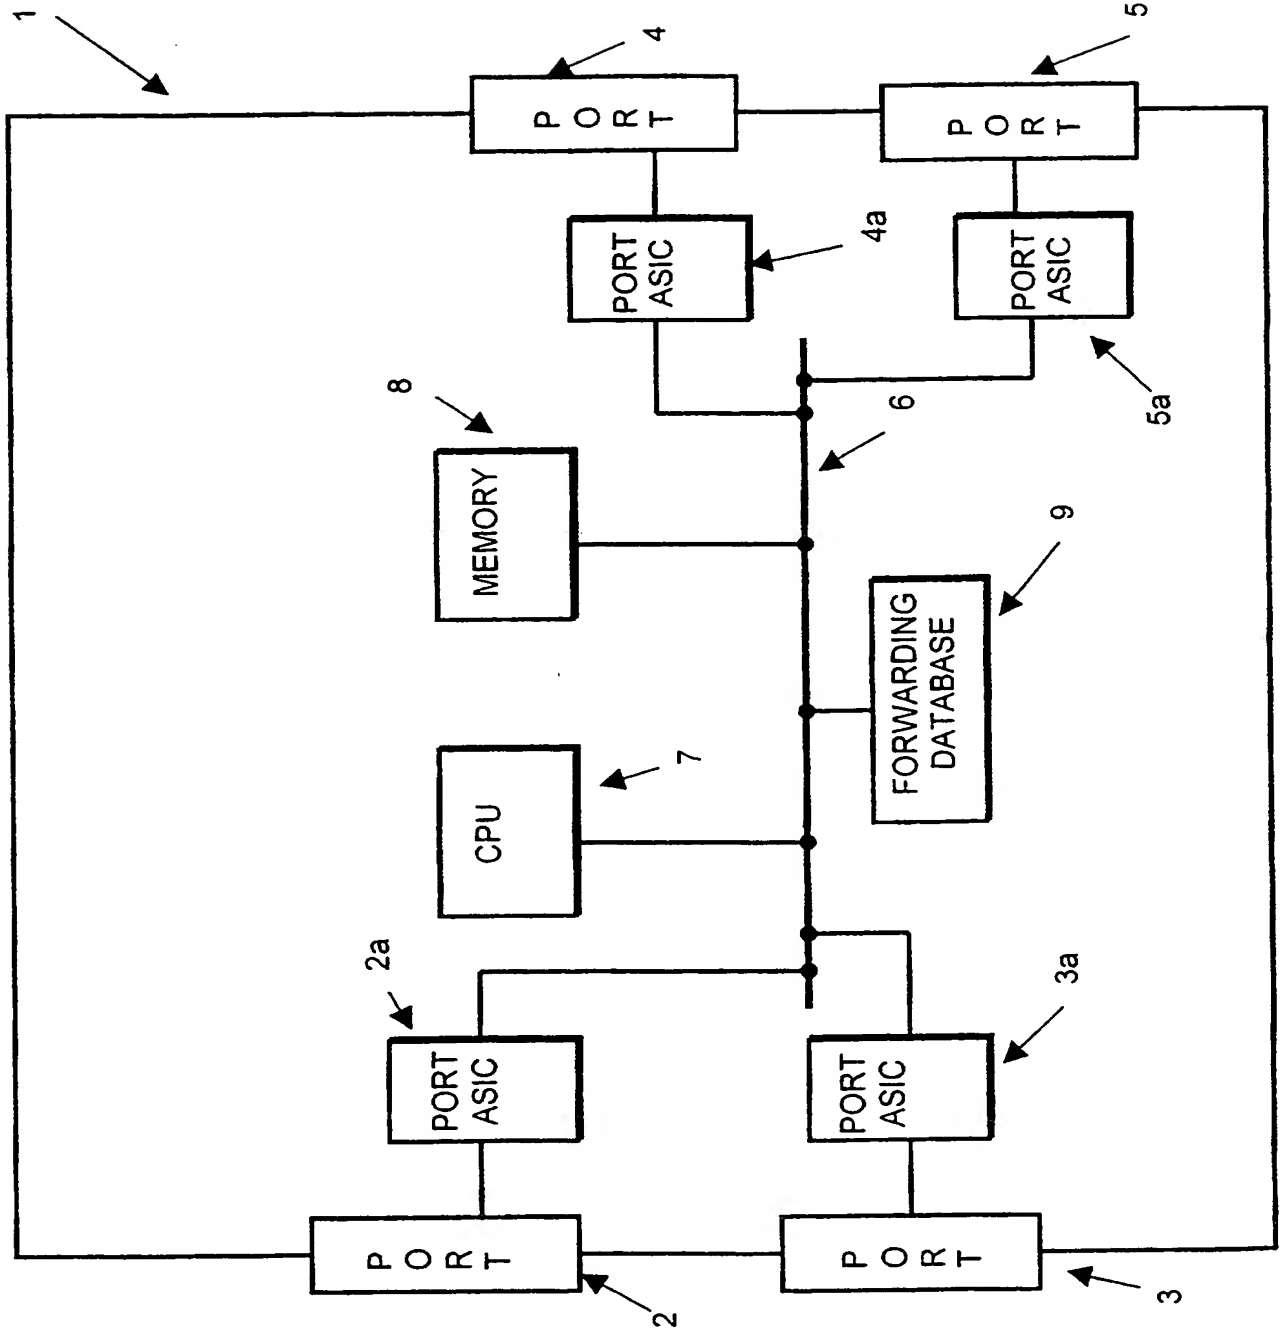 1
PORT
4
PORT
5
PORT
ASIC
4a
PORT
ASIC
5a
MEMORY
8
6
CPU
7
FORWARDING
DATABASE
9
PORT
ASIC
2a
PORT
ASIC
3a
PORT
2
PORT
3